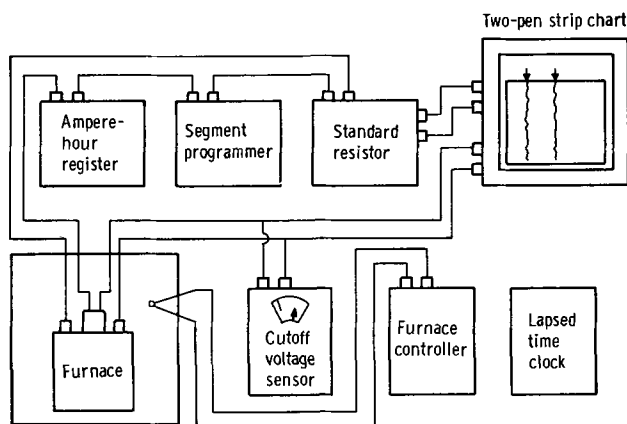 Two-pen strip chart
Ampere-
hour
register
Segment
programmer
Standard
resistor
Furnace
Cutoff
voltage
sensor
Furnace
controller
Lapsed
time
clock